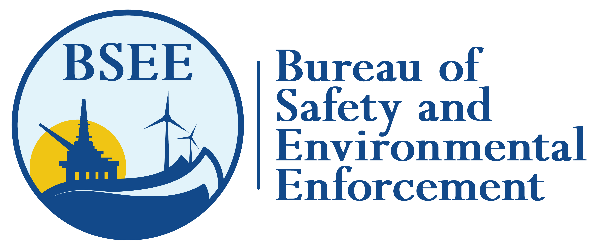 BSEE
Bureau of
Safety and
Environmental
Enforcement